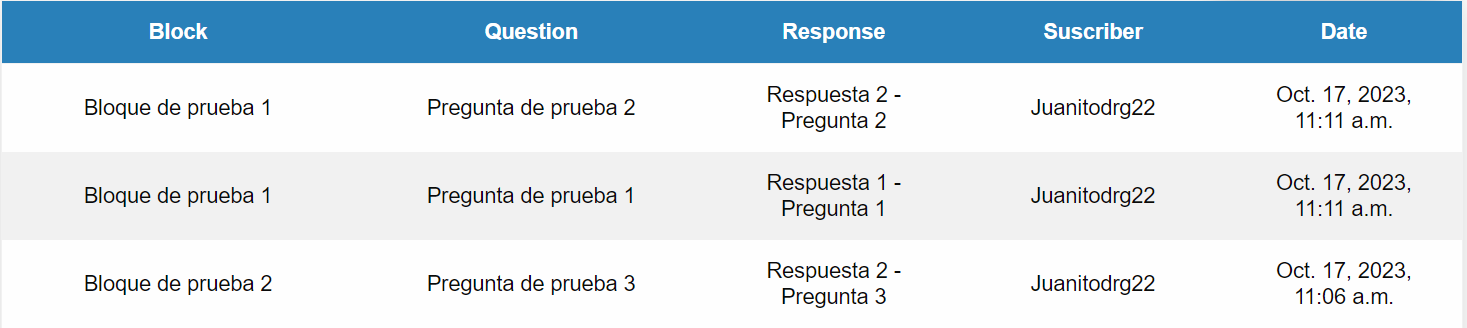 Block Question Response Suscriber Date
Bloque de prueba 1 Pregunta de prueba 2 Respuesta 2 - Pregunta 2 Juanitodrg22 Oct. 17, 2023, 11:11 a.m.
Bloque de prueba 1 Pregunta de prueba 1 Respuesta 1 - Pregunta 1 Juanitodrg22 Oct. 17, 2023, 11:11 a.m.
Bloque de prueba 2 Pregunta de prueba 3 Respuesta 2 - Pregunta 3 Juanitodrg22 Oct. 17, 2023, 11:06 a.m.